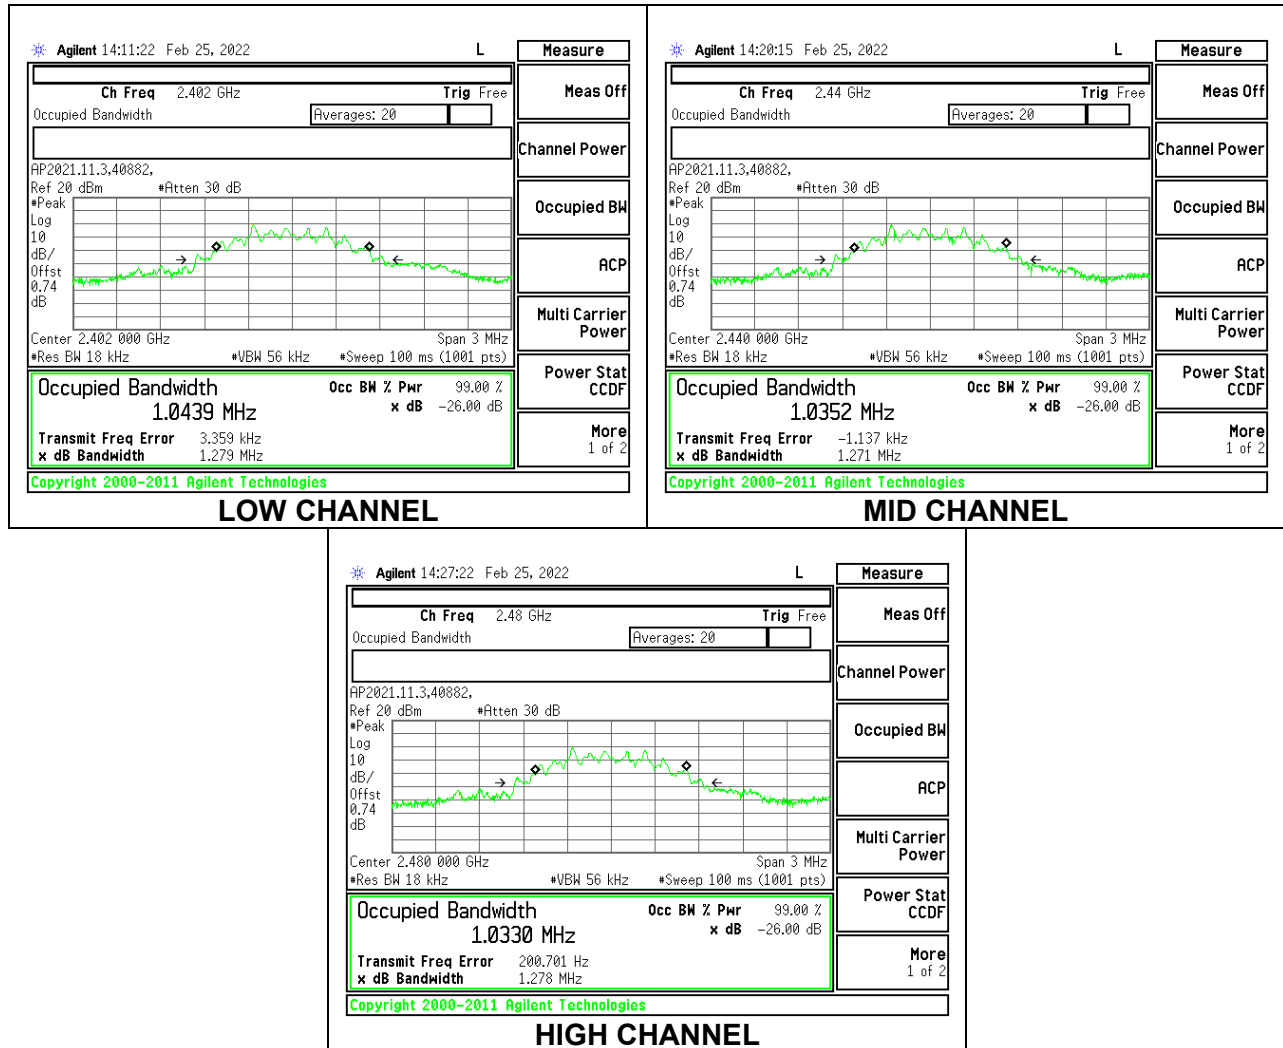 Agilent 14:11:22 Feb 25, 2022 L Measure
Ch Freq 2.402 GHz Trig Free
Occupied Bandwidth Averages: 20
AP2021.11.3,40882,
Ref 20 dBm #Atten 30 dB
#Peak
Log
10
dB/
Offst
0.74
dB
Center 2.402 000 GHz Span 3 MHz
#Res BW 18 kHz #VBW 56 kHz #Sweep 100 ms (1001 pts)
Occupied Bandwidth Occ BW % Pwr 99.00 %
1.0439 MHz x dB -26.00 dB
Transmit Freq Error 3.359 kHz
x dB Bandwidth 1.279 MHz
Copyright 2000-2011 Agilent Technologies
Meas Off
Channel Power
Occupied BW
ACP
Multi Carrier
Power
Power Stat
CCDF
More
1 of 2
LOW CHANNEL
Agilent 14:20:15 Feb 25, 2022 L Measure
Ch Freq 2.44 GHz Trig Free
Occupied Bandwidth Averages: 20
AP2021.11.3,40882,
Ref 20 dBm #Atten 30 dB
#Peak
Log
10
dB/
Offst
0.74
dB
Center 2.440 000 GHz Span 3 MHz
#Res BW 18 kHz #VBW 56 kHz #Sweep 100 ms (1001 pts)
Occupied Bandwidth Occ BW % Pwr 99.00 %
1.0352 MHz x dB -26.00 dB
Transmit Freq Error -1.137 kHz
x dB Bandwidth 1.271 MHz
Copyright 2000-2011 Agilent Technologies
Meas Off
Channel Power
Occupied BW
ACP
Multi Carrier
Power
Power Stat
CCDF
More
1 of 2
MID CHANNEL
Agilent 14:27:22 Feb 25, 2022 L Measure
Ch Freq 2.48 GHz Trig Free
Occupied Bandwidth Averages: 20
AP2021.11.3,40882,
Ref 20 dBm #Atten 30 dB
#Peak
Log
10
dB/
Offst
0.74
dB
Center 2.480 000 GHz Span 3 MHz
#Res BW 18 kHz #VBW 56 kHz #Sweep 100 ms (1001 pts)
Occupied Bandwidth Occ BW % Pwr 99.00 %
1.0330 MHz x dB -26.00 dB
Transmit Freq Error 200.701 Hz
x dB Bandwidth 1.278 MHz
Copyright 2000-2011 Agilent Technologies
Meas Off
Channel Power
Occupied BW
ACP
Multi Carrier
Power
Power Stat
CCDF
More
1 of 2
HIGH CHANNEL